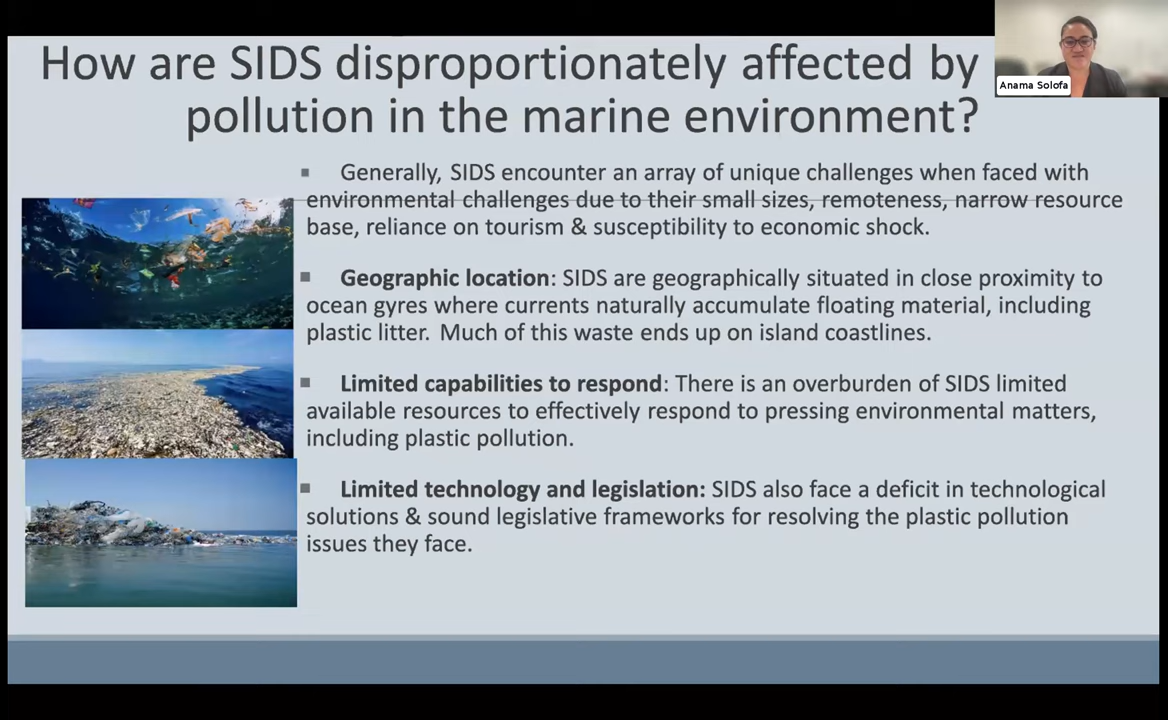 How are SIDS disproportionately affected by
pollution in the marine environment?
Anama Solofa
▪ Generally, SIDS encounter an array of unique challenges when faced with
environmental challenges due to their small sizes, remoteness, narrow resource
base, reliance on tourism & susceptibility to economic shock.
▪ Geographic location: SIDS are geographically situated in close proximity to
ocean gyres where currents naturally accumulate floating material, including
plastic litter. Much of this waste ends up on island coastlines.
▪ Limited capabilities to respond: There is an overburden of SIDS limited
available resources to effectively respond to pressing environmental matters,
including plastic pollution.
▪ Limited technology and legislation: SIDS also face a deficit in technological
solutions & sound legislative frameworks for resolving the plastic pollution
issues they face.